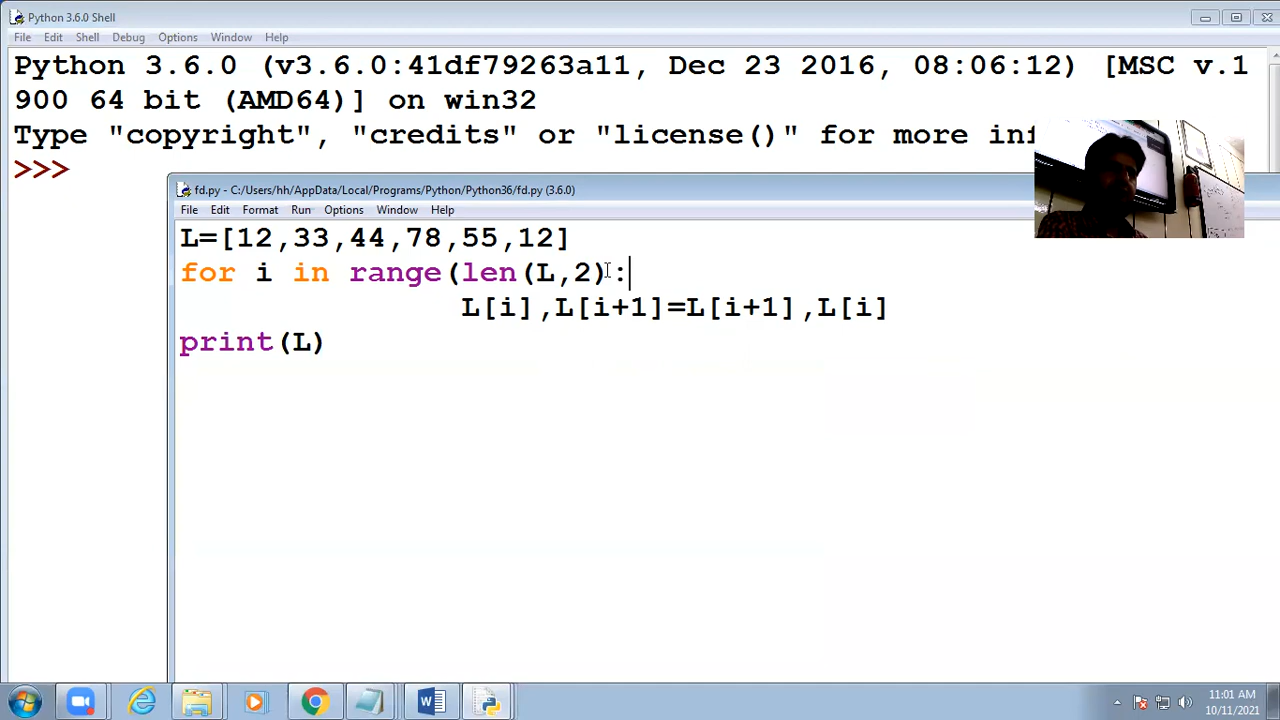 Python 3.6.0 Shell
File Edit Shell Debug Options Window Help
Python 3.6.0 (v3.6.0:41df79263a11, Dec 23 2016, 08:06:12) [MSC v.1
900 64 bit (AMD64)] on win32
Type "copyright", "credits" or "license()" for more inf
>>>
fd.py - C:/Users/hh/AppData/Local/Programs/Python/Python36/fd.py (3.6.0)
File Edit Format Run Options Window Help
L=[12,33,44,78,55,12]
for i in range(len(L,2):
L[i],L[i+1]=L[i+1],L[i]
print(L)
11:01 AM
10/11/2021